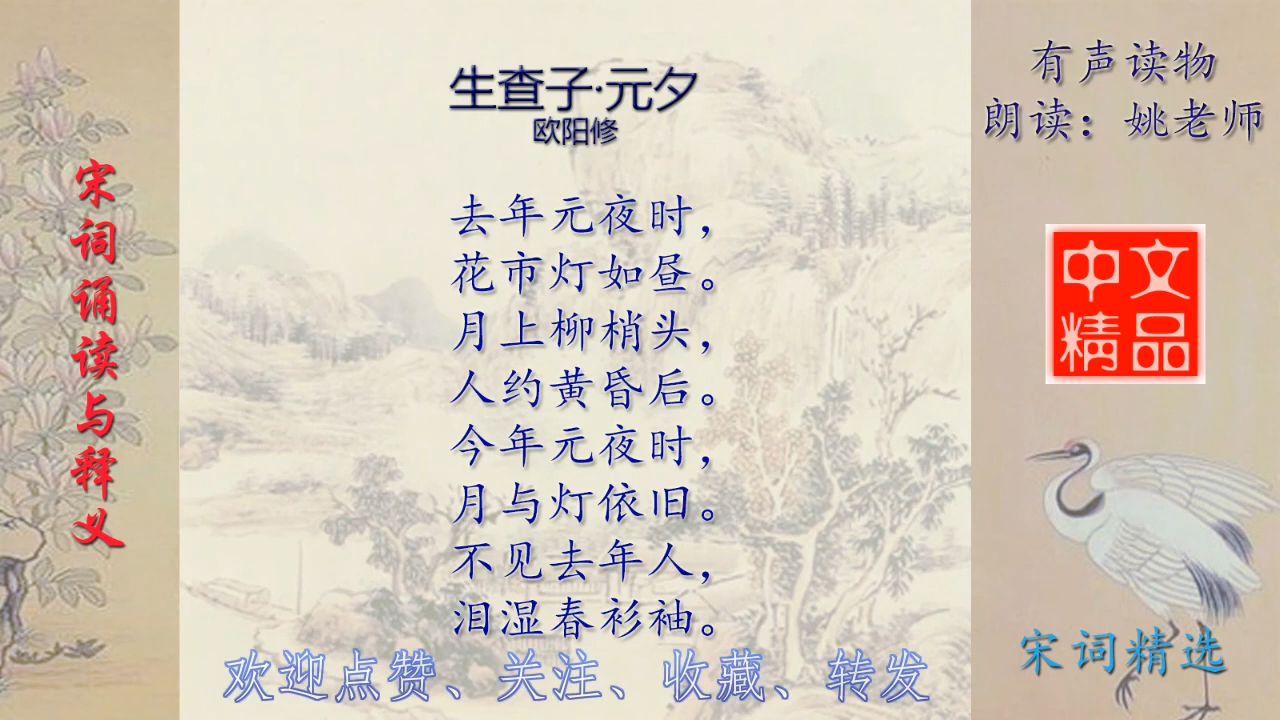 宋词诵读与释义
生查子·元夕
欧阳修
去年元夜时，
花市灯如昼。
月上柳梢头，
人约黄昏后。
今年元夜时，
月与灯依旧。
不见去年人，
泪湿春衫袖。
欢迎点赞、关注、收藏、转发
有声读物
朗读：姚老师
中文
精品
宋词精选